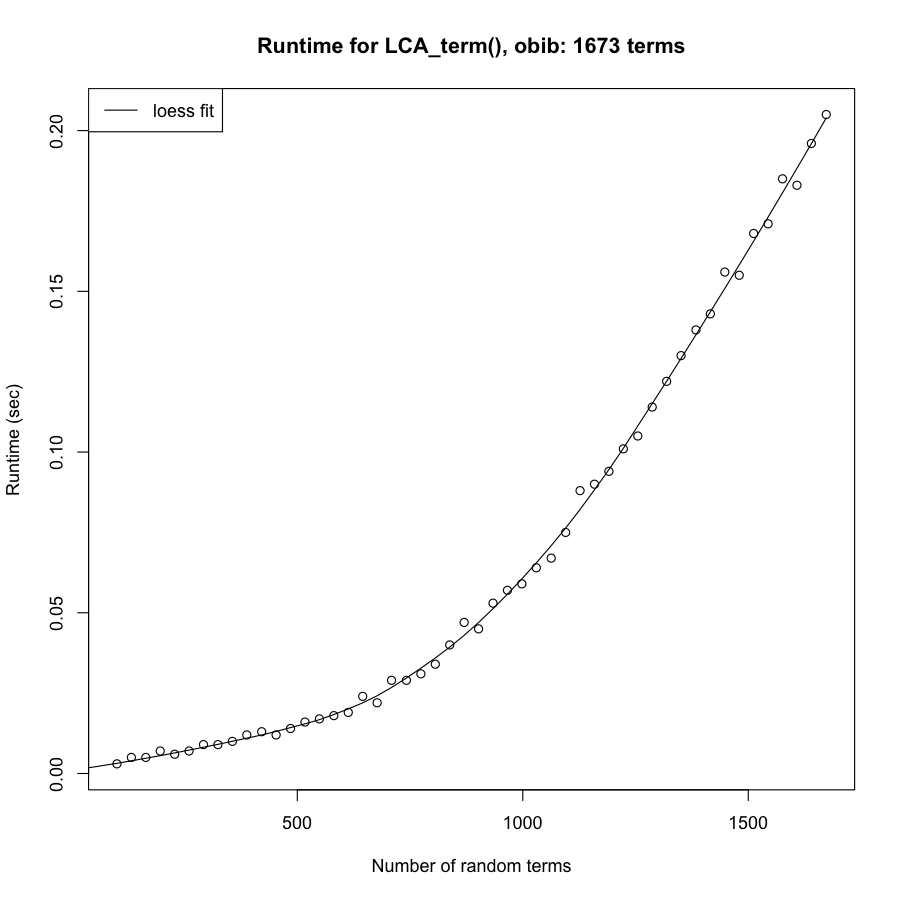 Runtime for LCA_term(), obib: 1673 terms
loess fit
0.20
0.15
0.10
0.05
0.00
Runtime (sec)
500 1000 1500
Number of random terms